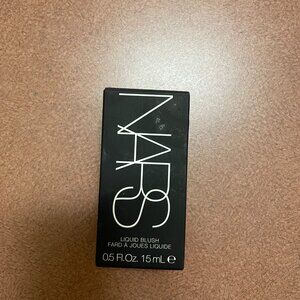 NARS
LIQUID BLUSH
FARD À JOUES LIQUIDE
0.5 Fl.Oz. 15 mL ℮